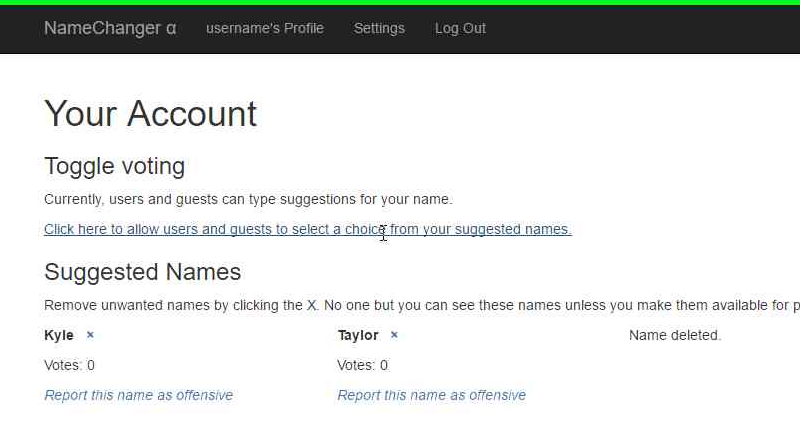 NameChanger α username's Profile Settings Log Out
Your Account
Toggle voting
Currently, users and guests can type suggestions for your name.
Click here to allow users and guests to select a choice from your suggested names.
Suggested Names
Remove unwanted names by clicking the X. No one but you can see these names unless you make them available for p
Kyle × Taylor × Name deleted.
Votes: 0 Votes: 0
Report this name as offensive Report this name as offensive